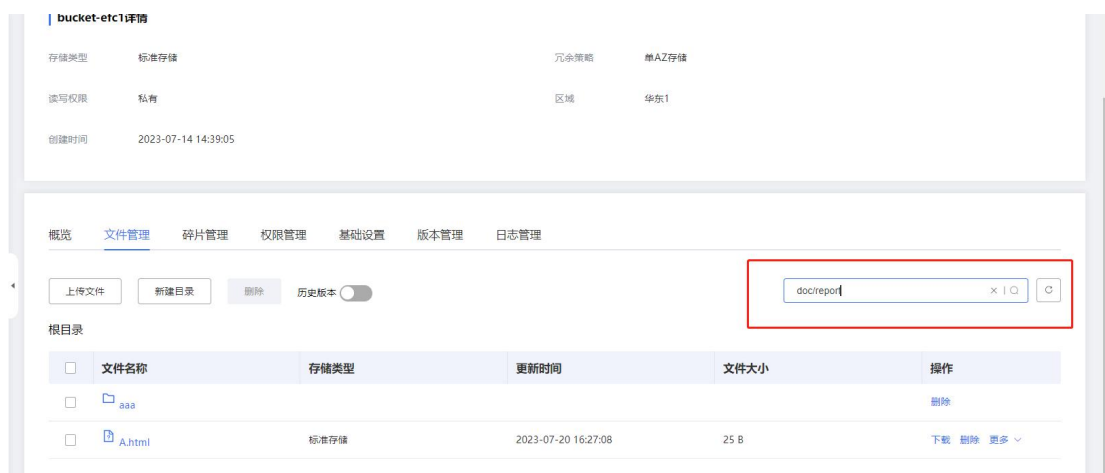 bucket-efc1详情
存储类型 标准存储 冗余策略 单AZ存储
读写权限 私有 区域 华东1
创建时间 2023-07-14 14:39:05
概览 文件管理 碎片管理 权限管理 基础设置 版本管理 日志管理
上传文件 新建目录 删除 历史版本 doc/report
根目录
文件名称 存储类型 更新时间 文件大小 操作
aaa 删除
A.html 标准存储 2023-07-20 16:27:08 25 B 下载 删除 更多